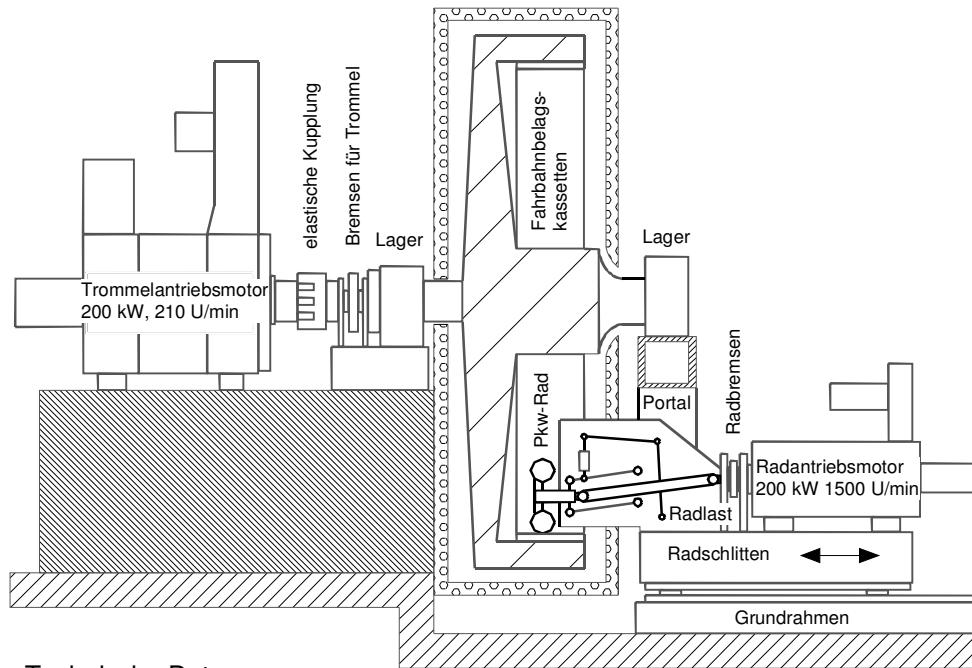 elastische Kupplung
Bremsen für Trommel
Lager
Fahrbahnbelags-
kassetten
Lager
Trommelantriebsmotor
200 kW, 210 U/min
Pkw-Rad
Portal
Radbremsen
Radantriebsmotor
200 kW 1500 U/min
Radlast
Radschlitten
Grundrahmen